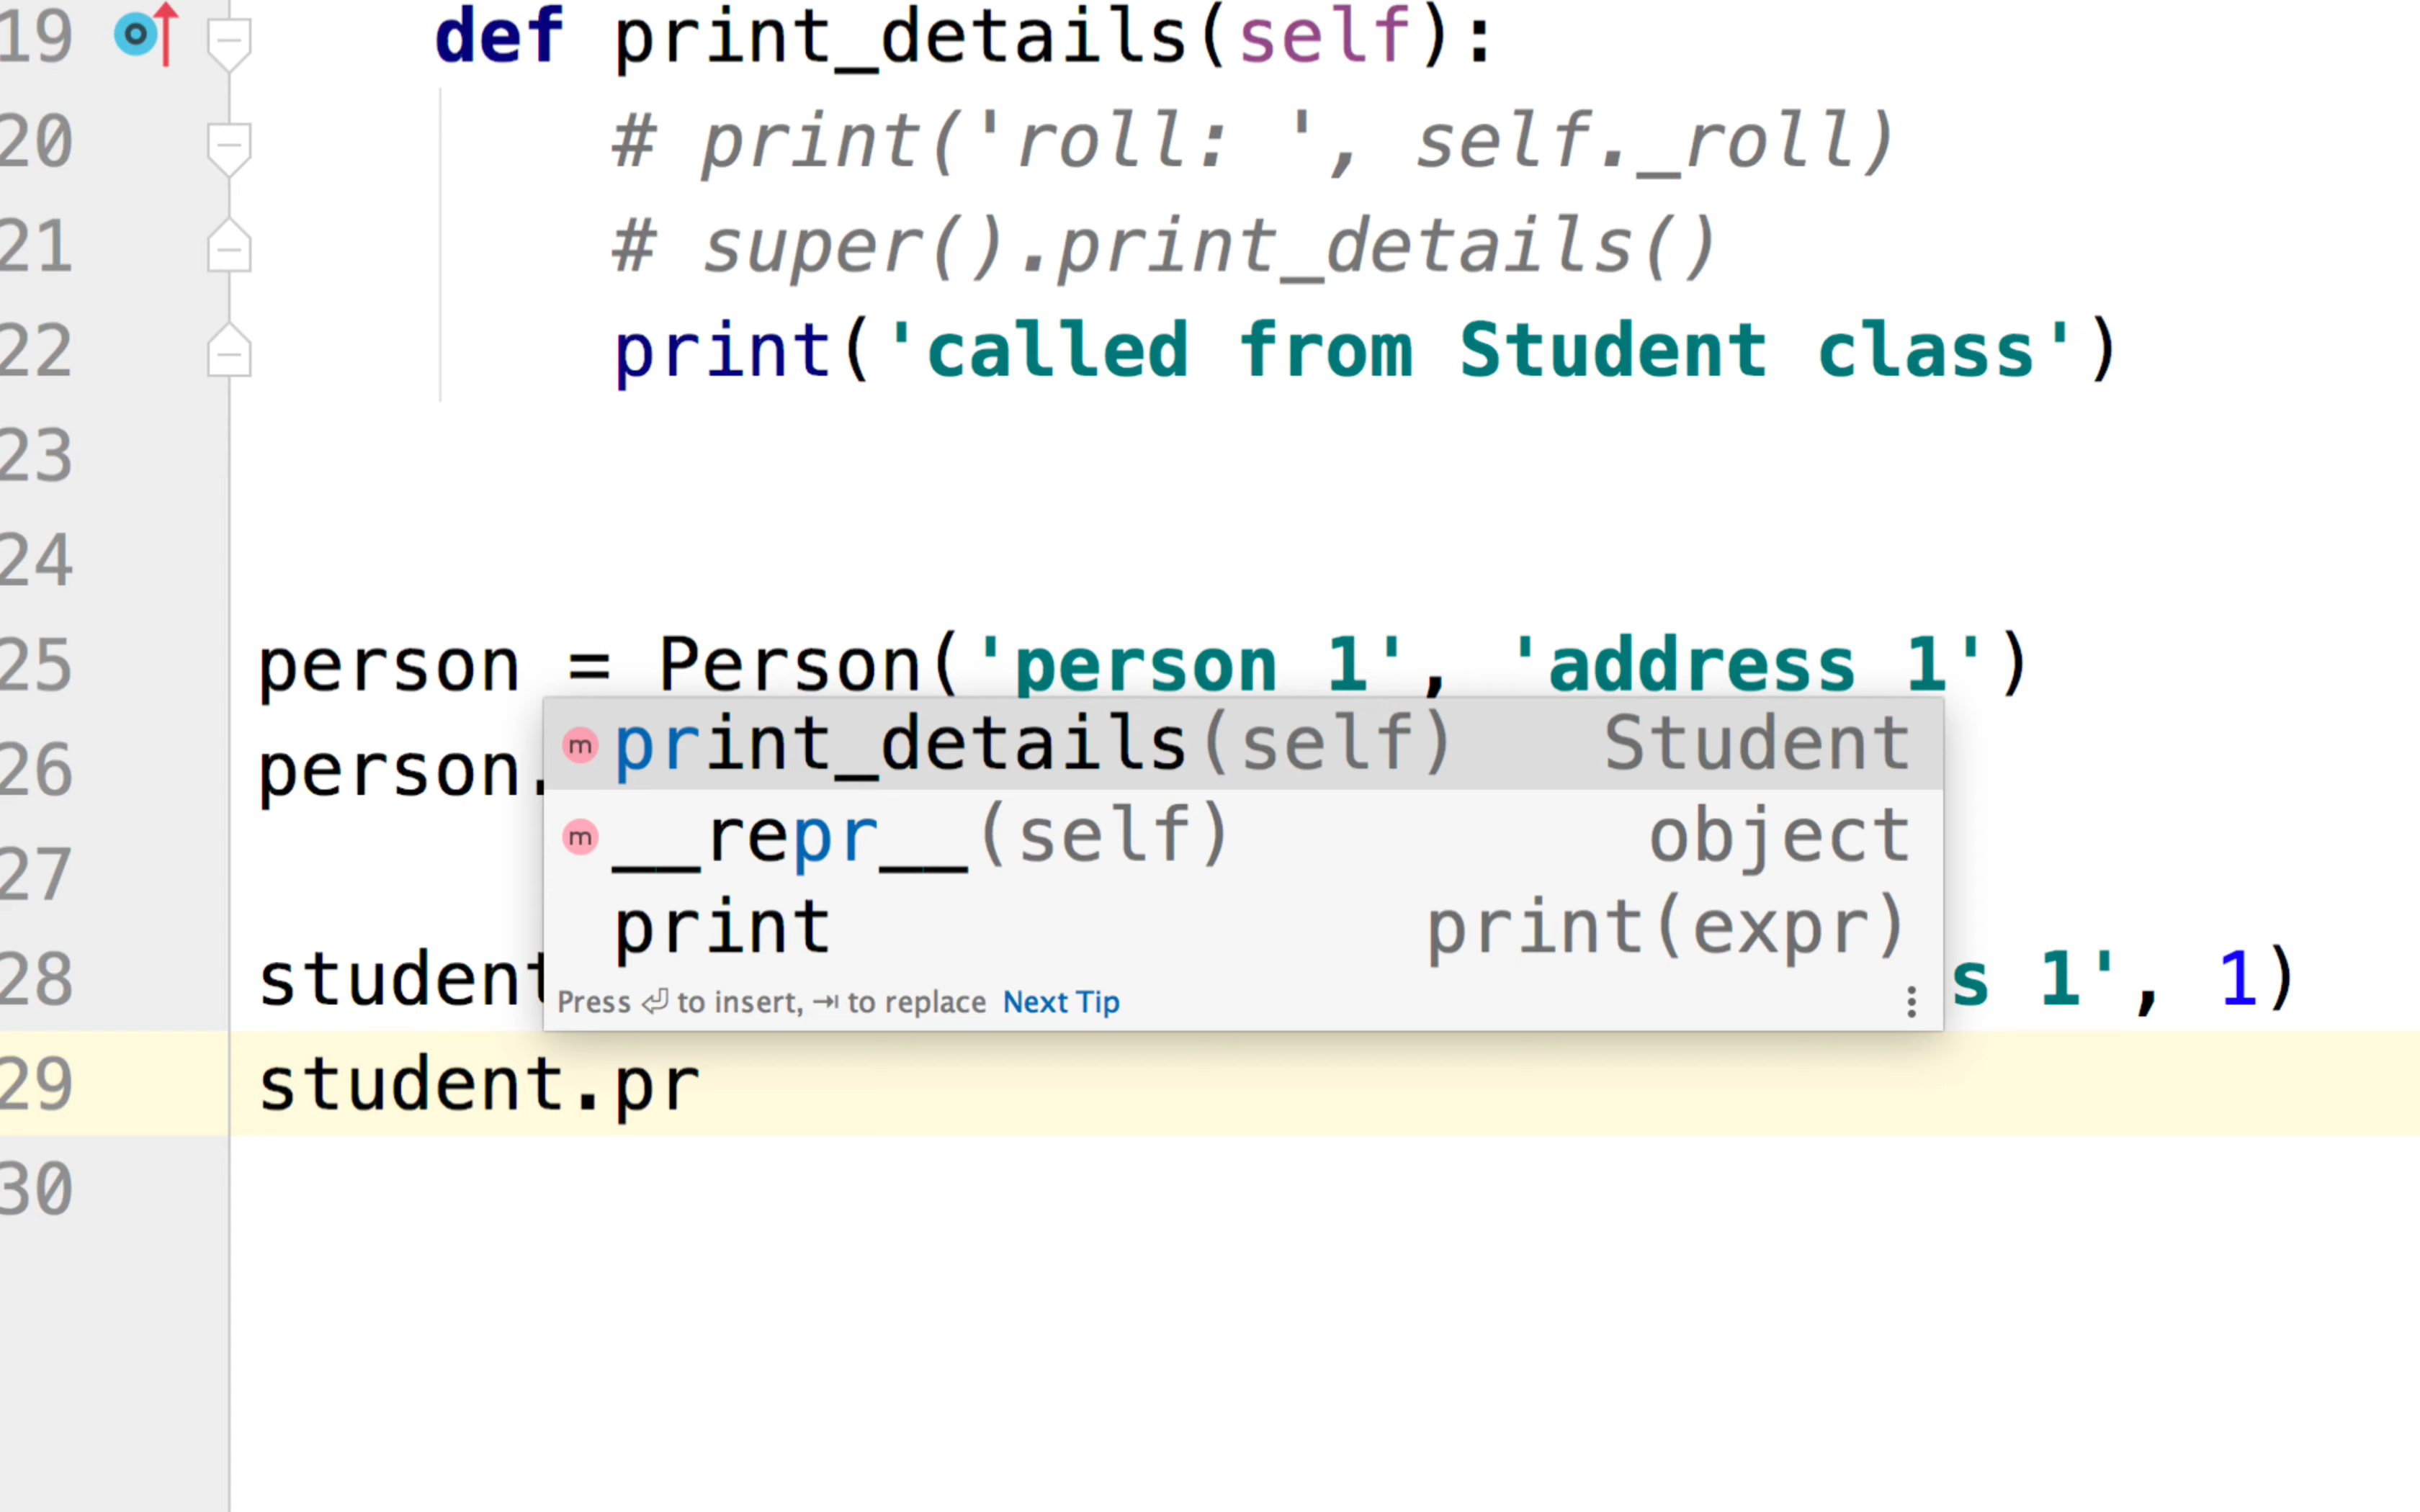 19 def print_details(self):
20 # print('roll: ', self._roll)
21 # super().print_details()
22 print('called from Student class')
23
24
25 person = Person('person 1', 'address 1')
m print_details(self) Student
26 person.
m __repr__(self) object
27
print print(expr)
28 student s 1', 1)
Press ⏎ to insert, ⇥ to replace Next Tip
29 student.pr
30